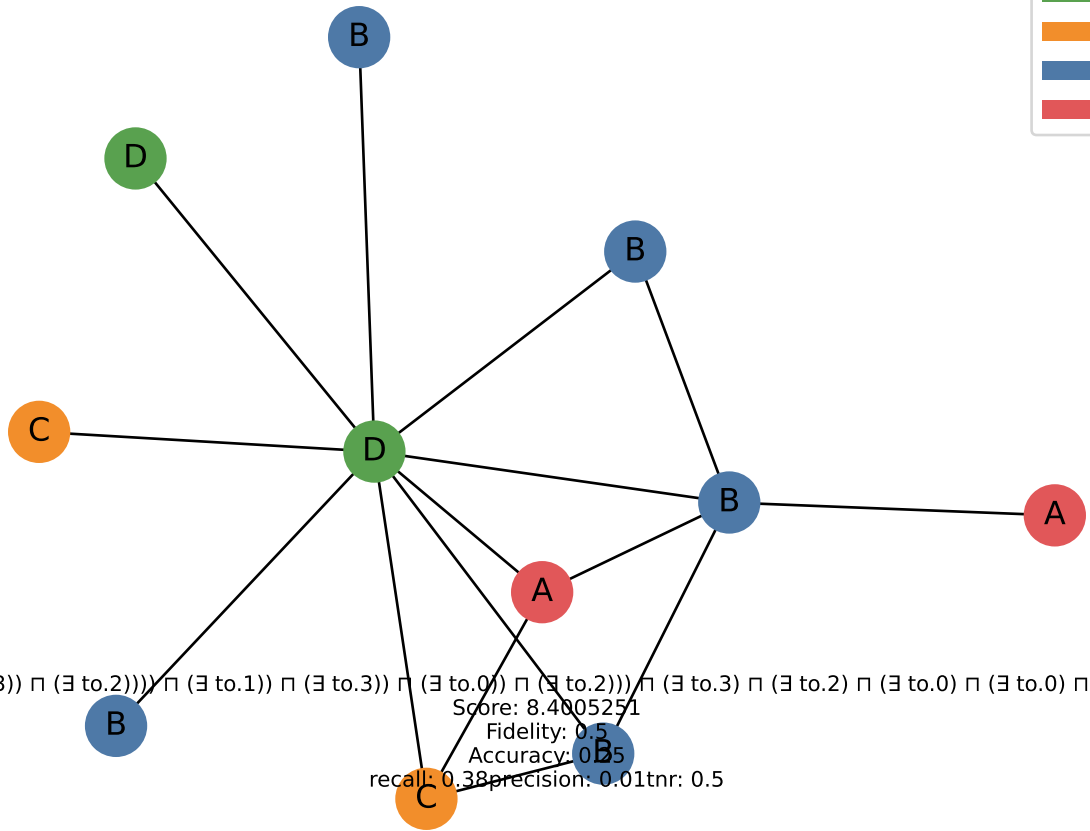 B
D
B
C
D
B
A
A
3)) ⊓ (∃ to.2)))) ⊓ (∃ to.1)) ⊓ (∃ to.3)) ⊓ (∃ to.0)) ⊓ (∃ to.2))) ⊓ (∃ to.3) ⊓ (∃ to.2) ⊓ (∃ to.0) ⊓ (∃ to.0) ⊓
Score: 8.4005251
B
Fidelity: 0.5
B
Accuracy: 0.25
recall: 0.38precision: 0.01tnr: 0.5
C